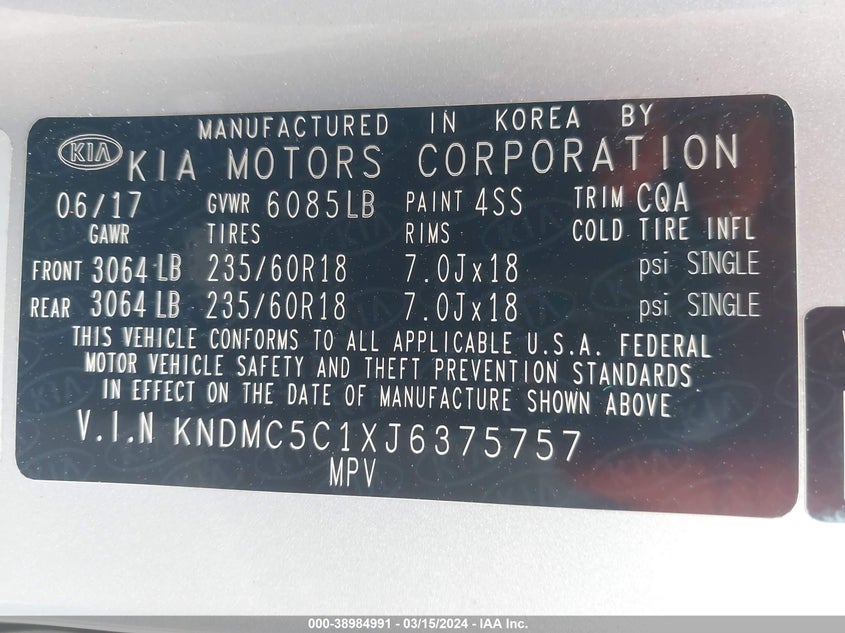 MANUFACTURED IN KOREA BY
KIA KIA MOTORS CORPORATION
06/17 GVWR 6085LB PAINT 4SS TRIM CQA
GAWR TIRES RIMS COLD TIRE INFL
FRONT 3064 LB 235/60R18 7.0Jx18 psi SINGLE
REAR 3064 LB 235/60R18 7.0Jx18 psi SINGLE
THIS VEHICLE CONFORMS TO ALL APPLICABLE U.S.A. FEDERAL
MOTOR VEHICLE SAFETY AND THEFT PREVENTION STANDARDS
IN EFFECT ON THE DATE OF MANUFACTURE SHOWN ABOVE
V.I.N KNDMC5C1XJ6375757
MPV
000-38984991 - 03/15/2024 - IAA Inc.